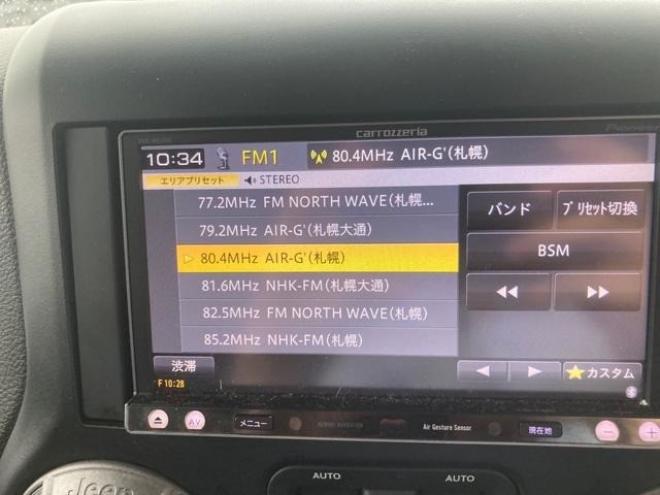 carrozzeria
Pioneer
10:34 FM1 80.4MHz AIR-G'(札幌)
エリアプリセット STEREO
77.2MHz FM NORTH WAVE(札幌...
79.2MHz AIR-G'(札幌大通)
80.4MHz AIR-G'(札幌)
81.6MHz NHK-FM(札幌大通)
82.5MHz FM NORTH WAVE(札幌)
85.2MHz NHK-FM(札幌)
バンド
プリセット切換
BSM
カスタム
渋滞
F 10:28
AV
メニュー
Air Gesture Sensor
現在地
AUTO
AUTO
Jeep